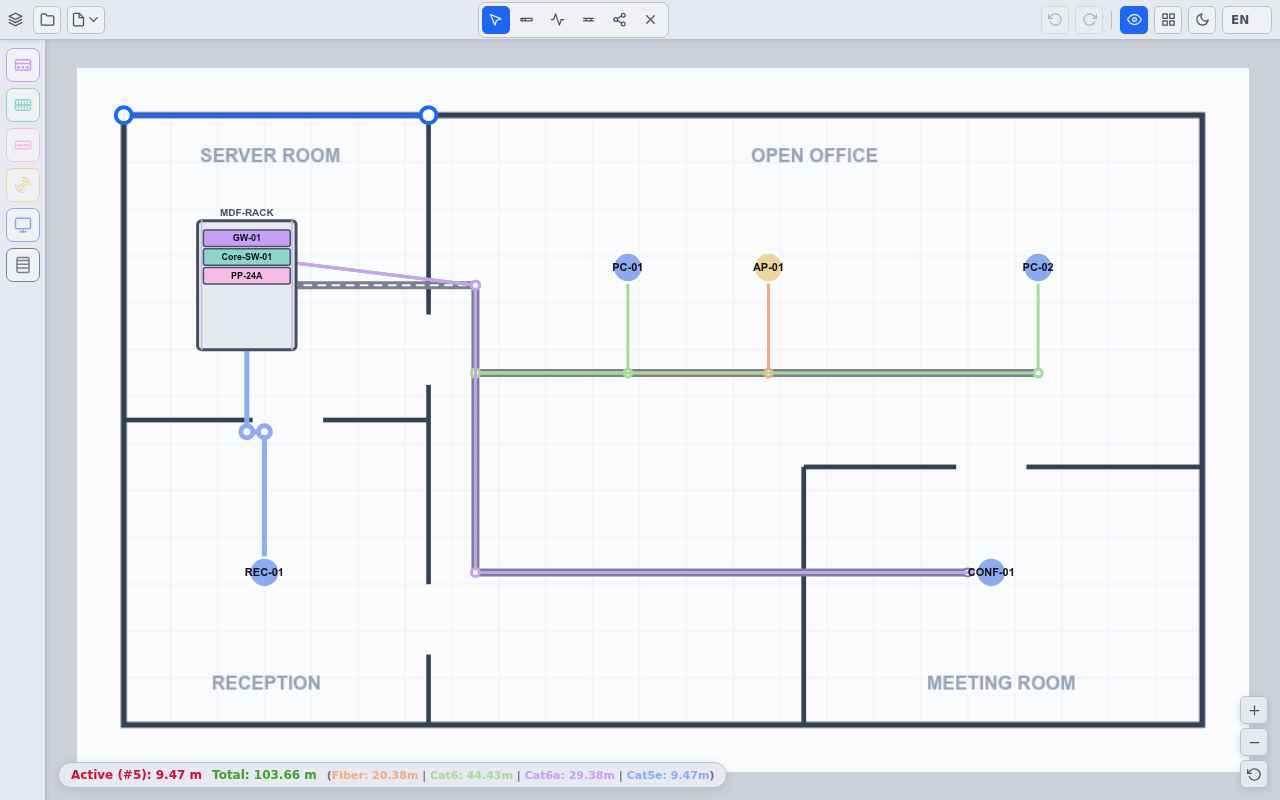 EN
SERVER ROOM
OPEN OFFICE
MDF-RACK
GW-01
Core-SW-01
PP-24A
PC-01
AP-01
PC-02
REC-01
CONF-01
RECEPTION
MEETING ROOM
Active (#5): 9.47 m Total: 103.66 m (Fiber: 20.38m | Cat6: 44.43m | Cat6a: 29.38m | Cat5e: 9.47m)